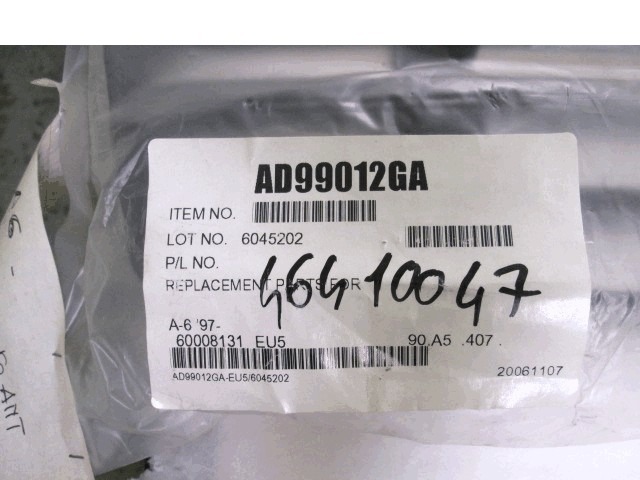 AD99012GA
ITEM NO.
LOT NO. 6045202
P/L NO.
REPLACEMENT PARTS FOR
46410047
A-6 '97-
60008131 EU5 90.A5 .407.
AD99012GA-EU5/6045202
20061107
ANT